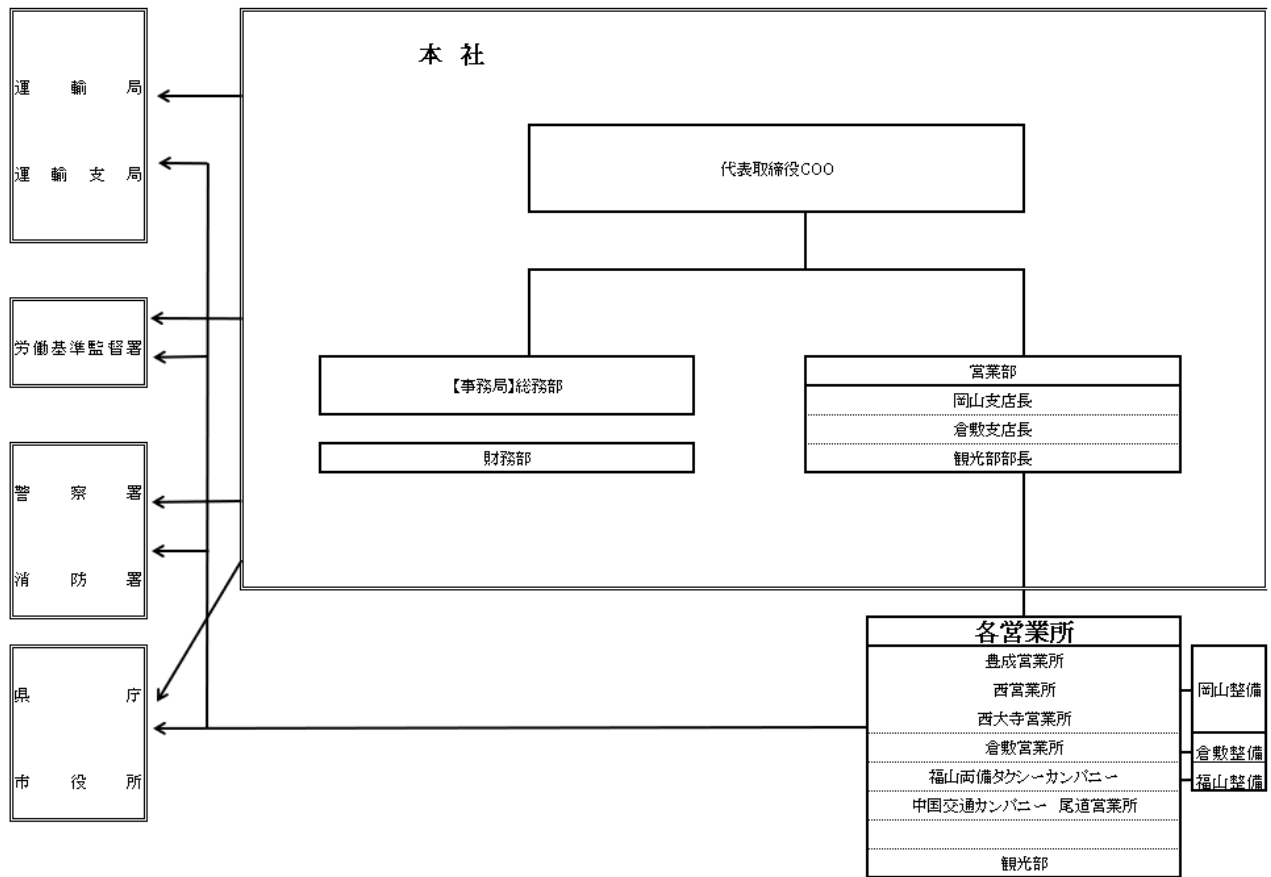 本 社
運輸局
運輸支局
代表取締役COO
労働基準監督署
【事務局】総務部
財務部
営業部
岡山支店長
倉敷支店長
観光部部長
警察署
消防署
県庁
市役所
各営業所
豊成営業所
西営業所
西大寺営業所
倉敷営業所
福山両備タクシーカンパニー
中国交通カンパニー 尾道営業所
観光部
岡山整備
倉敷整備
福山整備